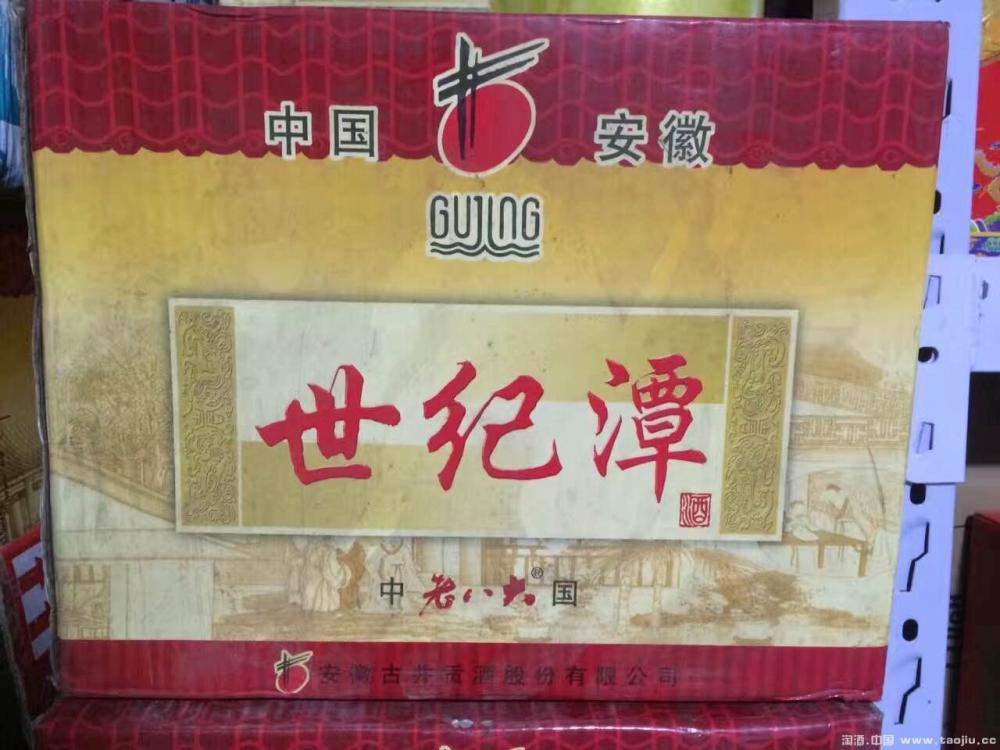 中国 安徽
GUJING
世纪潭
酒
中 老八大® 国
安徽古井贡酒股份有限公司
淘酒.中国 www.taojiu.cc